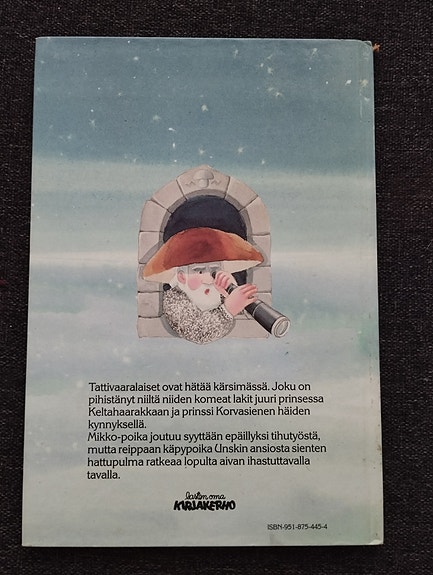 Tattivaaralaiset ovat hätää kärsimässä. Joku on
pihistänyt niiltä niiden komeat lakit juuri prinsessa
Keltahaarakkaan ja prinssi Korvasienen häiden
kynnyksellä.
Mikko-poika joutuu syyttään epäillyksi tihutyöstä,
mutta reippaan käpypoika Unskin ansiosta sienten
hattupulma ratkeaa lopulta aivan ihastuttavalla
tavalla.
lasten oma
KIRJAKERHO
ISBN-951-875-445-4